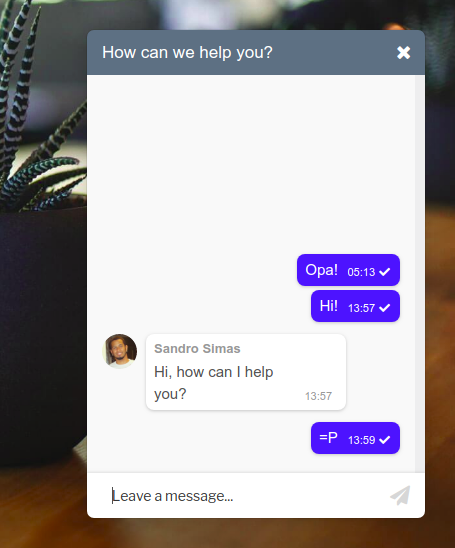 How can we help you?
Opa! 05:13
Hi! 13:57
Sandro Simas
Hi, how can I help
you? 13:57
=P 13:59
Leave a message...